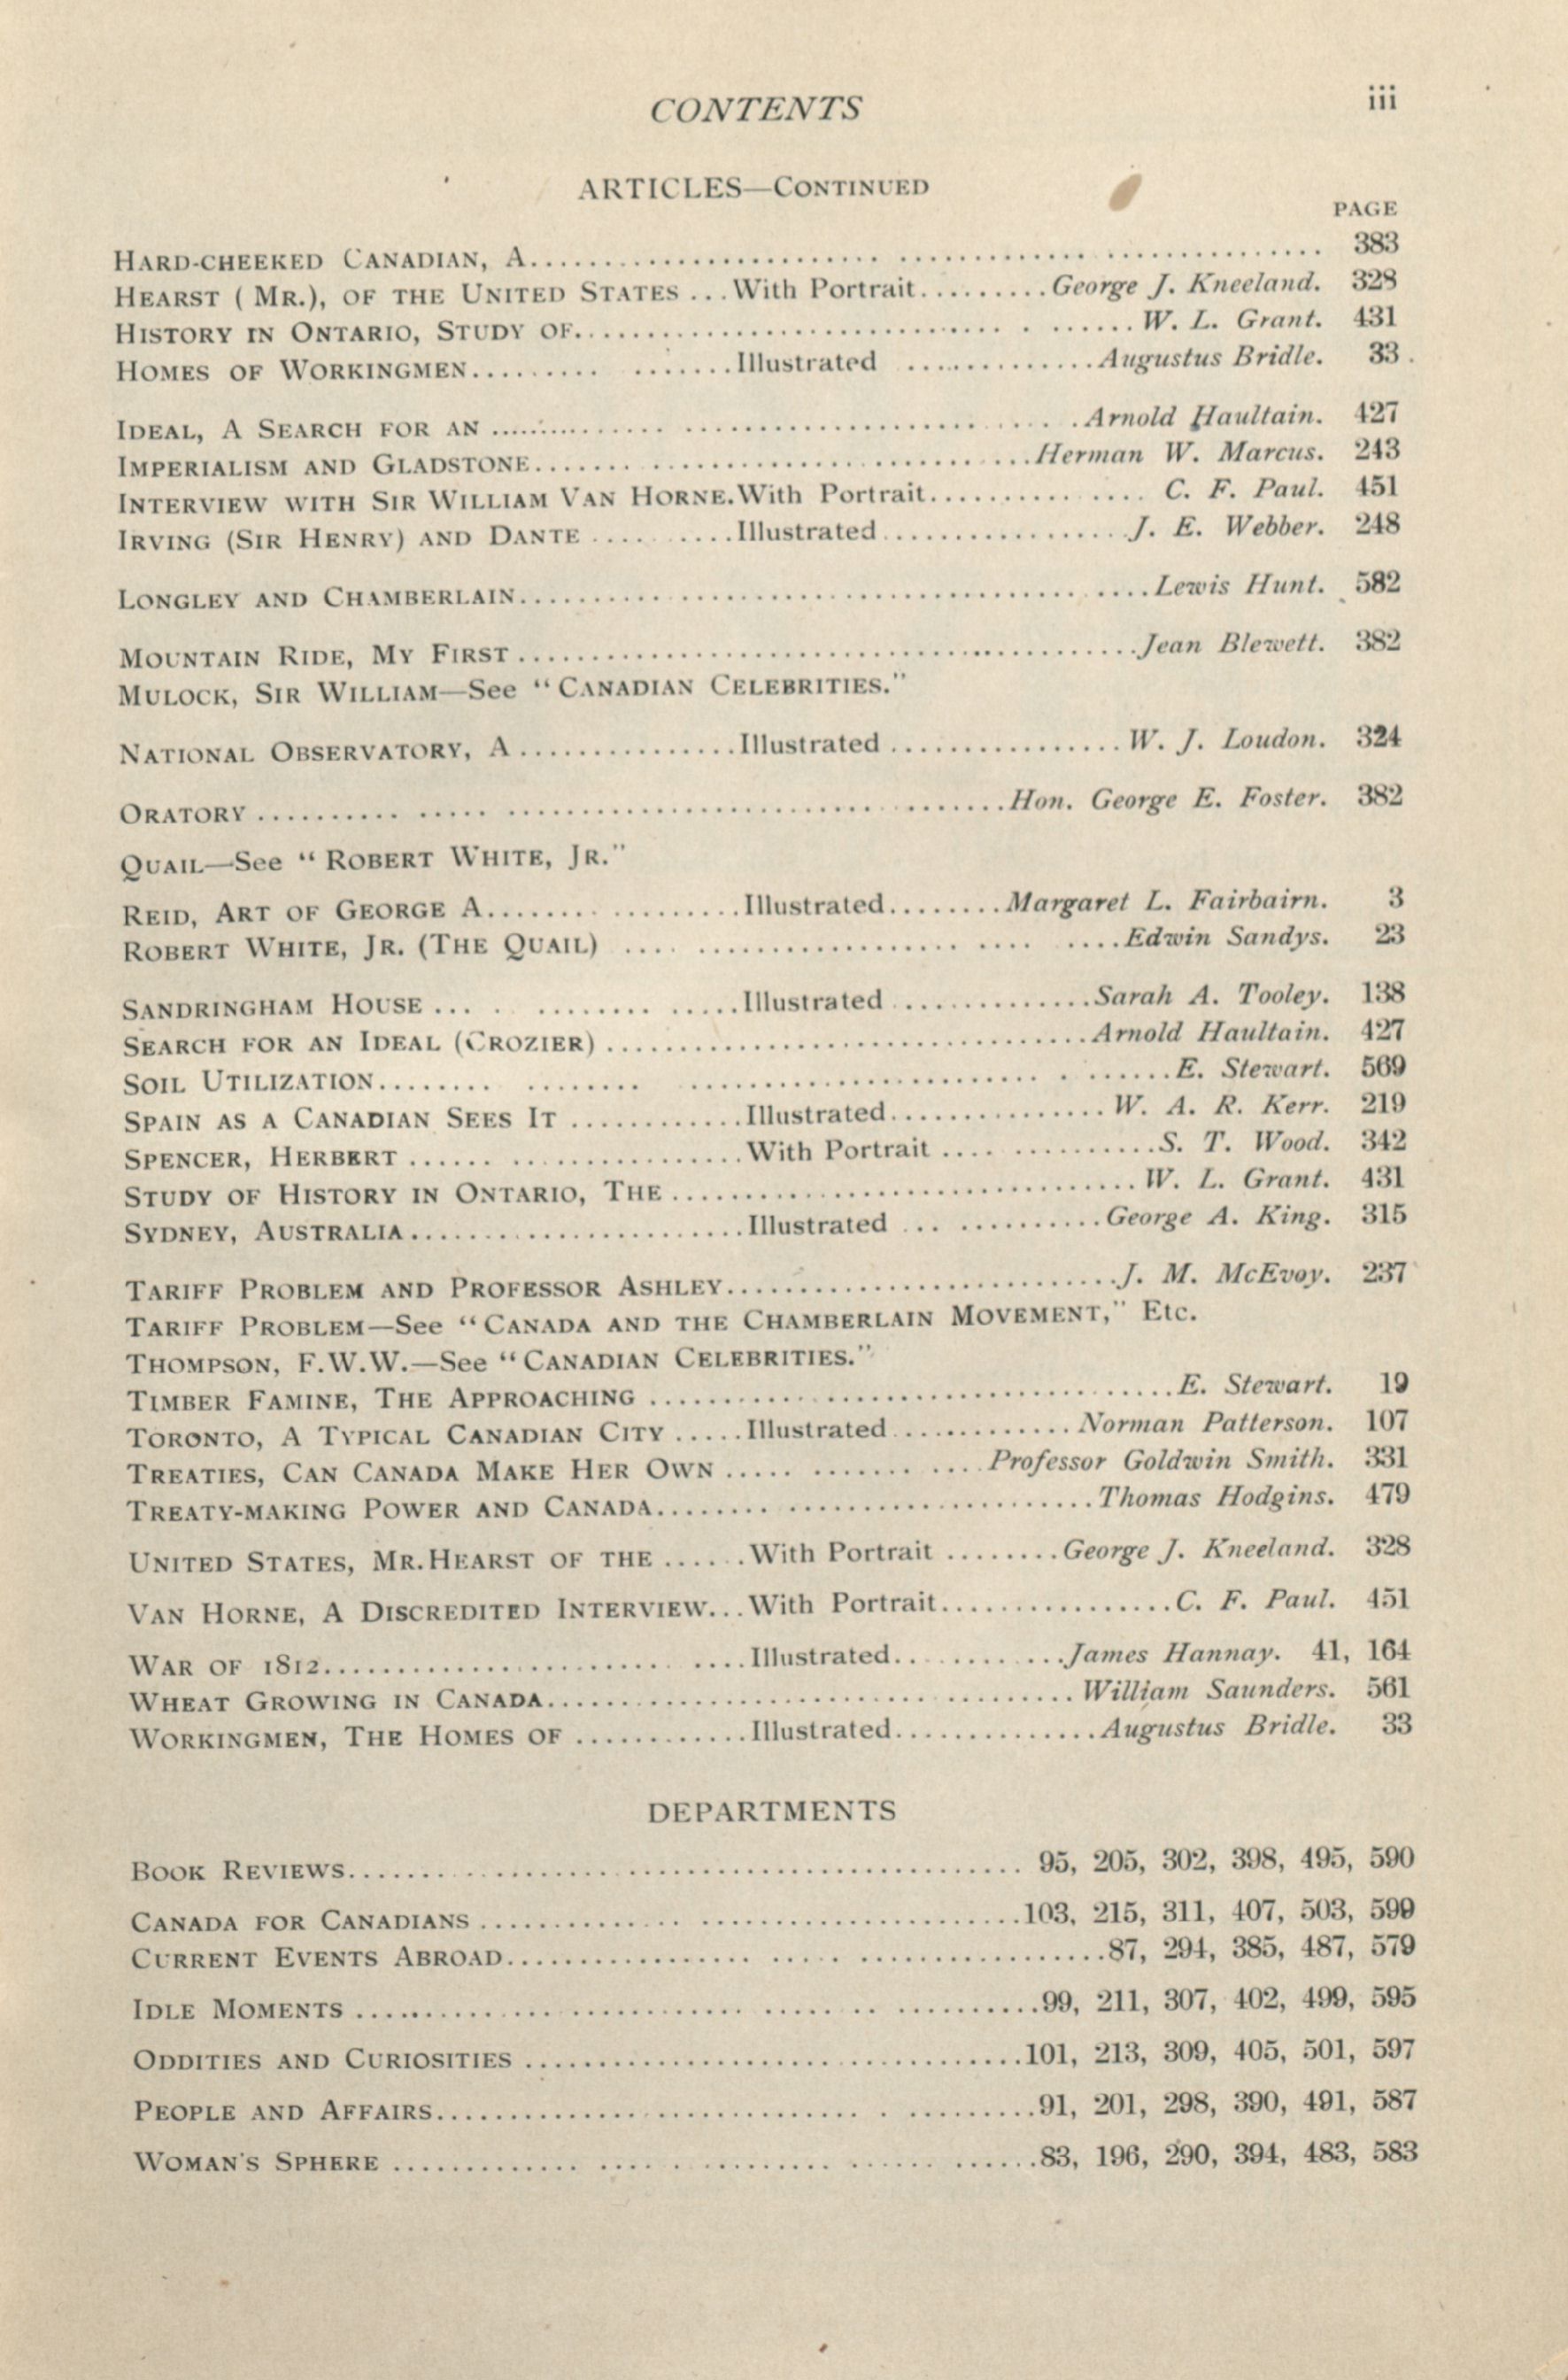 CONTENTS iii
ARTICLES—CONTINUED
PAGE
HARD-CHEEKED CANADIAN, A.......... 383
HEARST ( MR.), OF THE UNITED STATES ...With Portrait..........George J. Kneeland. 328
HISTORY IN ONTARIO, STUDY OF..........W. L. Grant. 431
HOMES OF WORKINGMEN..........Illustrated ..........Augustus Bridle. 33
IDEAL, A SEARCH FOR AN ..........Arnold Haultain. 427
IMPERIALISM AND GLADSTONE..........Herman W. Marcus. 243
INTERVIEW WITH SIR WILLIAM VAN HORNE.With Portrait.......... C. F. Paul. 451
IRVING (SIR HENRY) AND DANTE ..........Illustrated..........J. E. Webber. 248
LONGLEY AND CHAMBERLAIN..........Lewis Hunt. 582
MOUNTAIN RIDE, MY FIRST..........Jean Blewett. 382
MULOCK, SIR WILLIAM—See “CANADIAN CELEBRITIES.”
NATIONAL OBSERVATORY, A..........Illustrated..........W. J. Loudon. 324
ORATORY..........Hon. George E. Foster. 382
QUAIL—See “ROBERT WHITE, JR.”
REID, ART OF GEORGE A..........Illustrated..........Margaret L. Fairbairn. 3
ROBERT WHITE, JR. (THE QUAIL) ..........Edwin Sandys. 23
SANDRINGHAM HOUSE..........Illustrated..........Sarah A. Tooley. 138
SEARCH FOR AN IDEAL (CROZIER)..........Arnold Haultain. 427
SOIL UTILIZATION..........E. Stewart. 569
SPAIN AS A CANADIAN SEES IT..........Illustrated..........W. A. R. Kerr. 219
SPENCER, HERBERT..........With Portrait..........S. T. Wood. 342
STUDY OF HISTORY IN ONTARIO, THE..........W. L. Grant. 431
SYDNEY, AUSTRALIA..........Illustrated..........George A. King. 315
TARIFF PROBLEM AND PROFESSOR ASHLEY..........J. M. McEvoy. 237
TARIFF PROBLEM—See “CANADA AND THE CHAMBERLAIN MOVEMENT,” Etc.
THOMPSON, F.W.W.—See “CANADIAN CELEBRITIES.”
TIMBER FAMINE, THE APPROACHING..........E. Stewart. 19
TORONTO, A TYPICAL CANADIAN CITY.....Illustrated..........Norman Patterson. 107
TREATIES, CAN CANADA MAKE HER OWN..........Professor Goldwin Smith. 331
TREATY-MAKING POWER AND CANADA..........Thomas Hodgins. 479
UNITED STATES, MR. HEARST OF THE......With Portrait........George J. Kneeland. 328
VAN HORNE, A DISCREDITED INTERVIEW...With Portrait..........C. F. Paul. 451
WAR OF 1812..........Illustrated..........James Hannay. 41, 164
WHEAT GROWING IN CANADA..........William Saunders. 561
WORKINGMEN, THE HOMES OF..........Illustrated..........Augustus Bridle. 33
DEPARTMENTS
BOOK REVIEWS.......... 95, 205, 302, 398, 495, 590
CANADA FOR CANADIANS..........103, 215, 311, 407, 503, 599
CURRENT EVENTS ABROAD..........87, 294, 385, 487, 579
IDLE MOMENTS..........99, 211, 307, 402, 499, 595
ODDITIES AND CURIOSITIES..........101, 213, 309, 405, 501, 597
PEOPLE AND AFFAIRS..........91, 201, 298, 390, 491, 587
WOMAN'S SPHERE..........83, 196, 290, 394, 483, 583